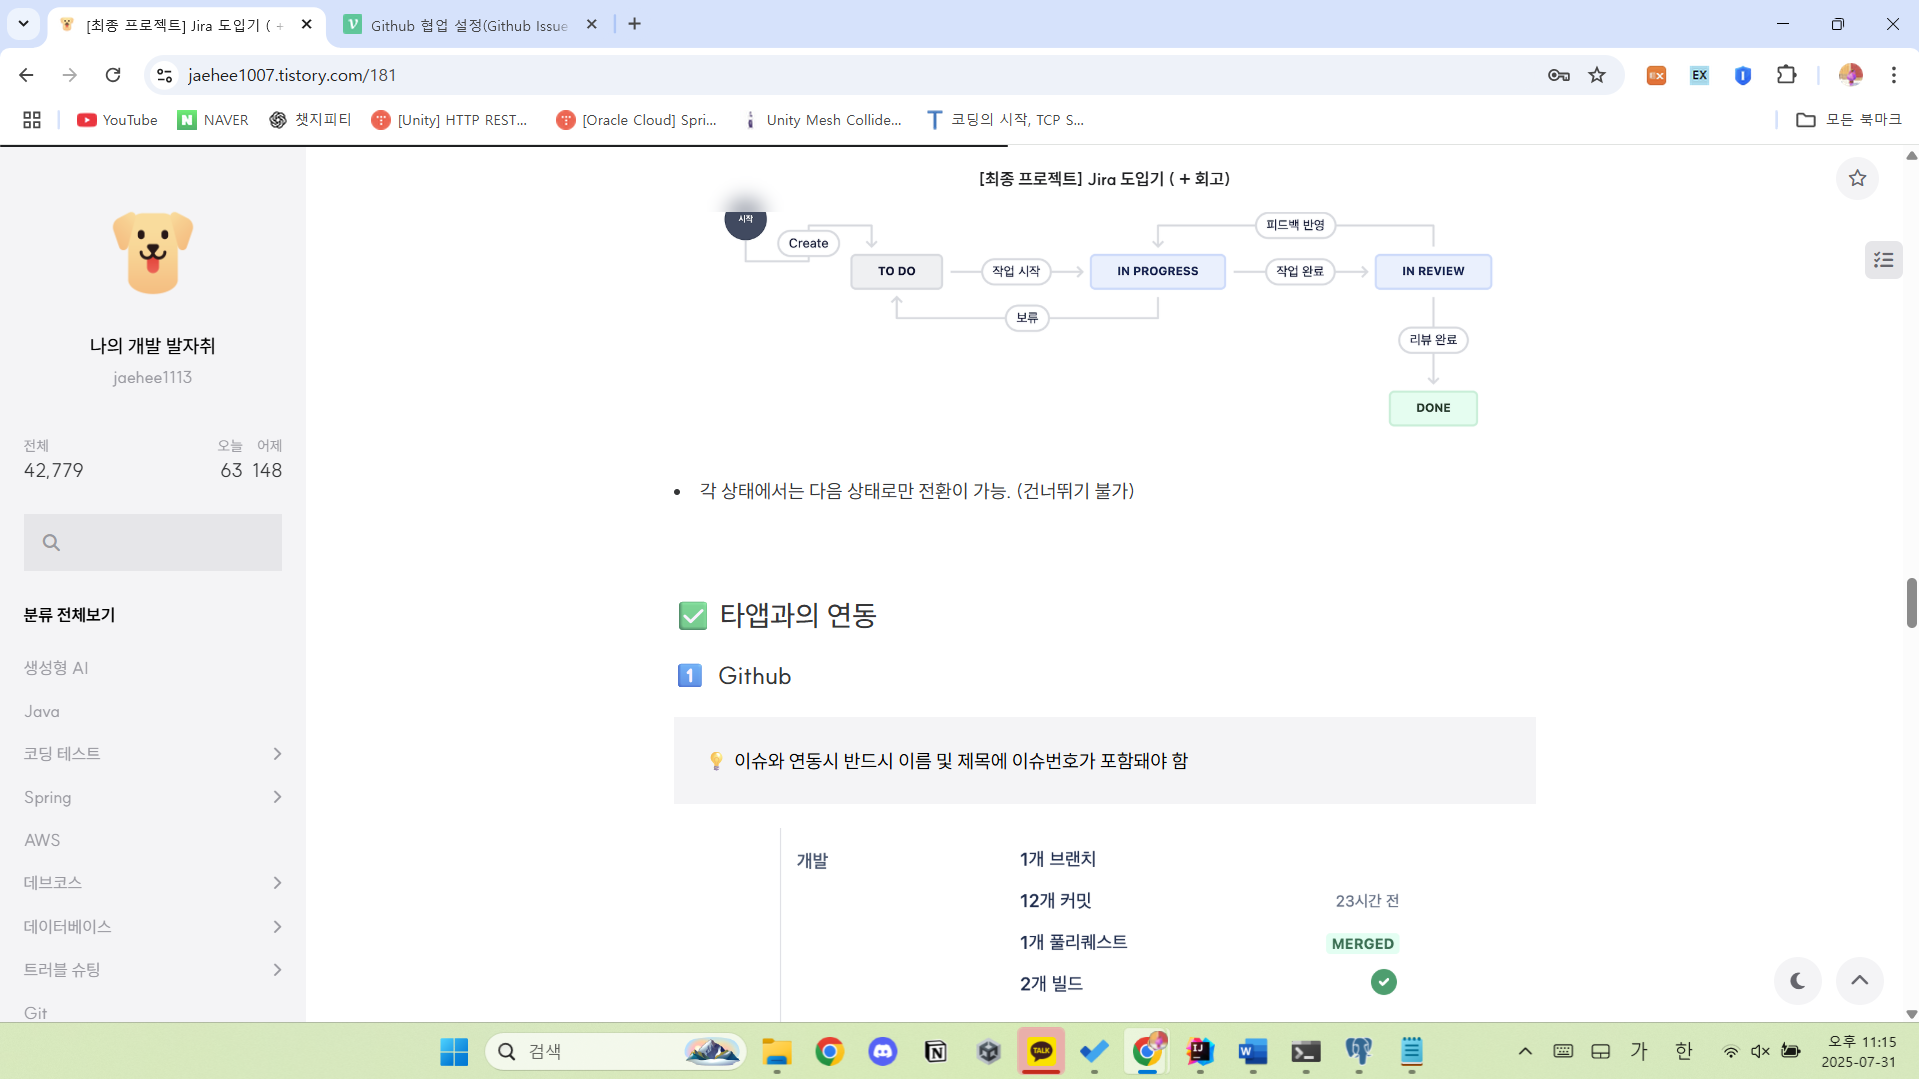 [최종 프로젝트] Jira 도입기 ( +
Github 협업 설정(Github Issue
jaehee1007.tistory.com/181
YouTube
NAVER
챗지피티
[Unity] HTTP REST...
[Oracle Cloud] Spri...
Unity Mesh Collide...
코딩의 시작, TCP S...
모든 북마크
나의 개발 발자취
jaehee1113
전체
오늘 어제
42,779
63 148
분류 전체보기
생성형 AI
Java
코딩 테스트
Spring
AWS
데브코스
데이터베이스
트러블 슈팅
Git
[최종 프로젝트] Jira 도입기 ( + 회고)
시작
Create
피드백 반영
TO DO
작업 시작
IN PROGRESS
작업 완료
IN REVIEW
보류
리뷰 완료
DONE
각 상태에서는 다음 상태로만 전환이 가능. (건너뛰기 불가)
✅ 타앱과의 연동
1 Github
💡 이슈와 연동시 반드시 이름 및 제목에 이슈번호가 포함돼야 함
개발
1개 브랜치
12개 커밋
23시간 전
1개 풀리퀘스트
MERGED
2개 빌드
검색
TALK
가
한
오후 11:15
2025-07-31